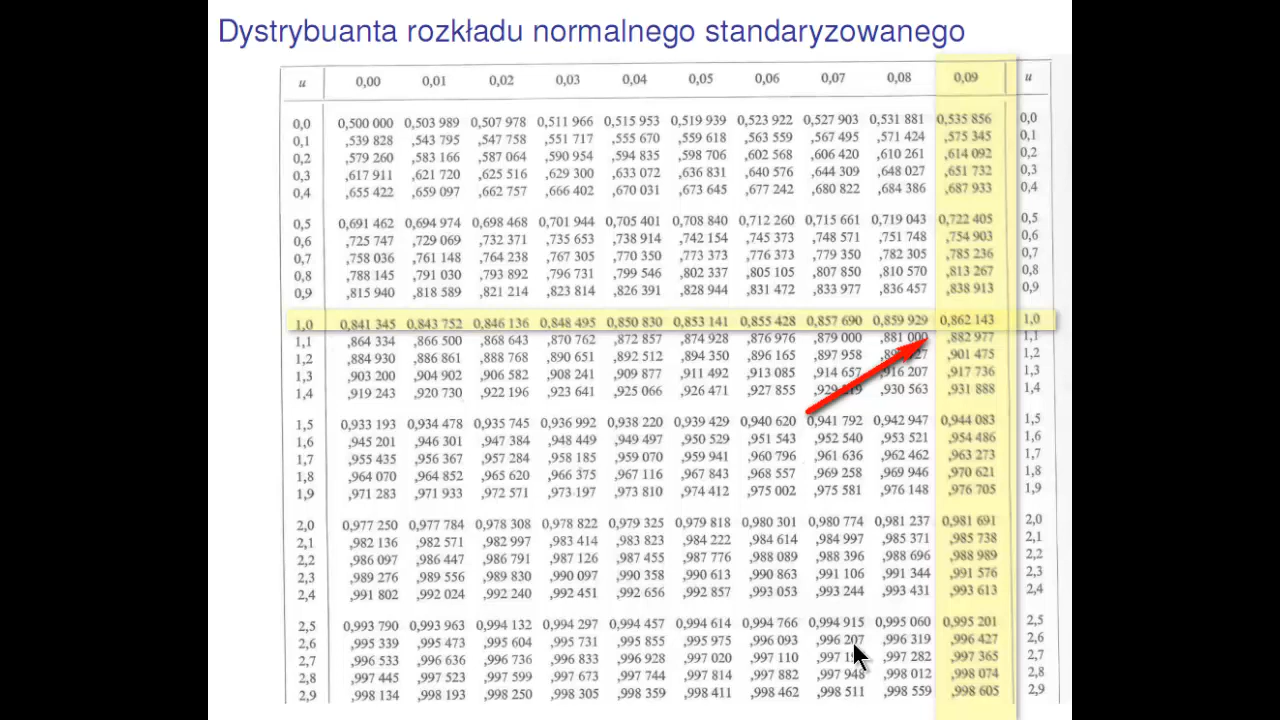 Dystrybuanta rozkładu normalnego standaryzowanego
u 0,00 0,01 0,02 0,03 0,04 0,05 0,06 0,07 0,08 0,09 u
0,0 0,500 000 0,503 989 0,507 978 0,511 966 0,515 953 0,519 939 0,523 922 0,527 903 0,531 881 0,535 856 0,0
0,1 ,539 828 ,543 795 ,547 758 ,551 717 ,555 670 ,559 618 ,563 559 ,567 495 ,571 424 ,575 345 0,1
0,2 ,579 260 ,583 166 ,587 064 ,590 954 ,594 835 ,598 706 ,602 568 ,606 420 ,610 261 ,614 092 0,2
0,3 ,617 911 ,621 720 ,625 516 ,629 300 ,633 072 ,636 831 ,640 576 ,644 309 ,648 027 ,651 732 0,3
0,4 ,655 422 ,659 097 ,662 757 ,666 402 ,670 031 ,673 645 ,677 242 ,680 822 ,684 386 ,687 933 0,4
0,5 0,691 462 0,694 974 0,698 468 0,701 944 0,705 401 0,708 840 0,712 260 0,715 661 0,719 043 0,722 405 0,5
0,6 ,725 747 ,729 069 ,732 371 ,735 653 ,738 914 ,742 154 ,745 373 ,748 571 ,751 748 ,754 903 0,6
0,7 ,758 036 ,761 148 ,764 238 ,767 305 ,770 350 ,773 373 ,776 373 ,779 350 ,782 305 ,785 236 0,7
0,8 ,788 145 ,791 030 ,793 892 ,796 731 ,799 546 ,802 337 ,805 105 ,807 850 ,810 570 ,813 267 0,8
0,9 ,815 940 ,818 589 ,821 214 ,823 814 ,826 391 ,828 944 ,831 472 ,833 977 ,836 457 ,838 913 0,9
1,0 0,841 345 0,843 752 0,846 136 0,848 495 0,850 830 0,853 141 0,855 428 0,857 690 0,859 929 0,862 143 1,0
1,1 ,864 334 ,866 500 ,868 643 ,870 762 ,872 857 ,874 928 ,876 976 ,879 000 ,881 000 ,882 977 1,1
1,2 ,884 930 ,886 861 ,888 768 ,890 651 ,892 512 ,894 350 ,896 165 ,897 958 ,901 475 1,2
1,3 ,903 200 ,904 902 ,906 582 ,908 241 ,909 877 ,911 492 ,913 085 ,914 657 ,916 207 ,917 736 1,3
1,4 ,919 243 ,920 730 ,922 196 ,923 641 ,925 066 ,926 471 ,927 855 ,930 563 ,931 888 1,4
1,5 0,933 193 0,934 478 0,935 745 0,936 992 0,938 220 0,939 429 0,940 620 0,941 792 0,942 947 0,944 083 1,5
1,6 ,945 201 ,946 301 ,947 384 ,948 449 ,949 497 ,950 529 ,951 543 ,952 540 ,953 521 ,954 486 1,6
1,7 ,955 435 ,956 367 ,957 284 ,958 185 ,959 070 ,959 941 ,960 796 ,961 636 ,962 462 ,963 273 1,7
1,8 ,964 070 ,964 852 ,965 620 ,966 375 ,967 116 ,967 843 ,968 557 ,969 258 ,969 946 ,970 621 1,8
1,9 ,971 283 ,971 933 ,972 571 ,973 197 ,973 810 ,974 412 ,975 002 ,975 581 ,976 148 ,976 705 1,9
2,0 0,977 250 0,977 784 0,978 308 0,978 822 0,979 325 0,979 818 0,980 301 0,980 774 0,981 237 0,981 691 2,0
2,1 ,982 136 ,982 571 ,982 997 ,983 414 ,983 823 ,984 222 ,984 614 ,984 997 ,985 371 ,985 738 2,1
2,2 ,986 097 ,986 447 ,986 791 ,987 126 ,987 455 ,987 776 ,988 089 ,988 396 ,988 696 ,988 989 2,2
2,3 ,989 276 ,989 556 ,989 830 ,990 097 ,990 358 ,990 613 ,990 863 ,991 106 ,991 344 ,991 576 2,3
2,4 ,991 802 ,992 024 ,992 240 ,992 451 ,992 656 ,992 857 ,993 053 ,993 244 ,993 431 ,993 613 2,4
2,5 0,993 790 0,993 963 0,994 132 0,994 297 0,994 457 0,994 614 0,994 766 0,994 915 0,995 060 0,995 201 2,5
2,6 ,995 339 ,995 473 ,995 604 ,995 731 ,995 855 ,995 975 ,996 093 ,996 207 ,996 319 ,996 427 2,6
2,7 ,996 533 ,996 636 ,996 736 ,996 833 ,996 928 ,997 020 ,997 110 ,997 282 ,997 365 2,7
2,8 ,997 445 ,997 523 ,997 599 ,997 673 ,997 744 ,997 814 ,997 882 ,997 948 ,998 012 ,998 074 2,8
2,9 ,998 134 ,998 193 ,998 250 ,998 305 ,998 359 ,998 411 ,998 462 ,998 511 ,998 559 ,998 605 2,9